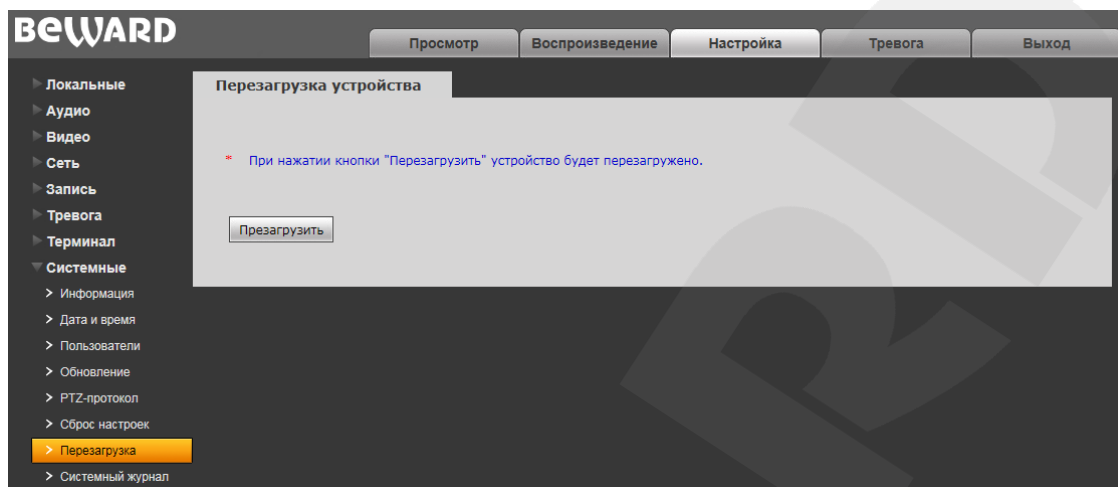 BEWARD
Просмотр Воспроизведение Настройка Тревога Выход
Локальные
Аудио
Видео
Сеть
Запись
Тревога
Терминал
Системные
Информация
Дата и время
Пользователи
Обновление
PTZ-протокол
Сброс настроек
Перезагрузка
Системный журнал
Перезагрузка устройства
* При нажатии кнопки "Перезагрузить" устройство будет перезагружено.
Презагрузить